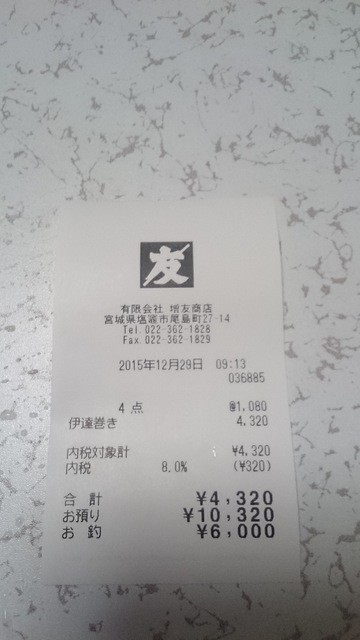 友
有限会社 増友商店
宮城県塩竈市尾島町27-14
Tel.022-362-1828
Fax.022-362-1829
2015年12月29日 09:13
036885
4点 @1,080
伊達巻き 4,320
内税対象計 ¥4,320
内税 8.0% (¥320)
合 計 ¥4,320
お預り ¥10,320
お 釣 ¥6,000